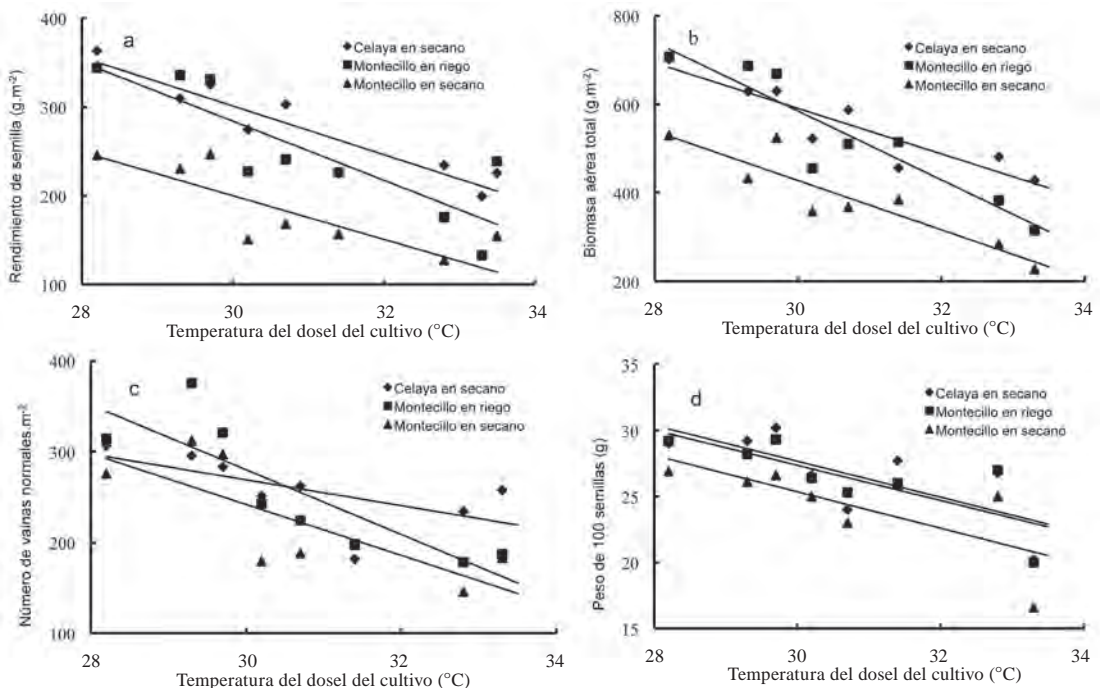 a
Rendimiento de semilla (g.m-2)
400
300
200
100
Celaya en secano
Montecillo en riego
Montecillo en secano
28
30
32
34
Temperatura del dosel del cultivo (°C)
b
Biomasa aérea total (g.m-2)
800
600
400
200
Celaya en secano
Montecillo en riego
Montecillo en secano
28
30
32
34
Temperatura del dosel del cultivo (°C)
c
Número de vainas normales.m-2
400
300
200
100
Celaya en secano
Montecillo en riego
Montecillo en secano
28
30
32
34
Temperatura del dosel del cultivo (°C)
d
Peso de 100 semillas (g)
35
30
25
20
15
Celaya en secano
Montecillo en riego
Montecillo en secano
28
30
32
34
Temperatura del dosel del cultivo (°C)